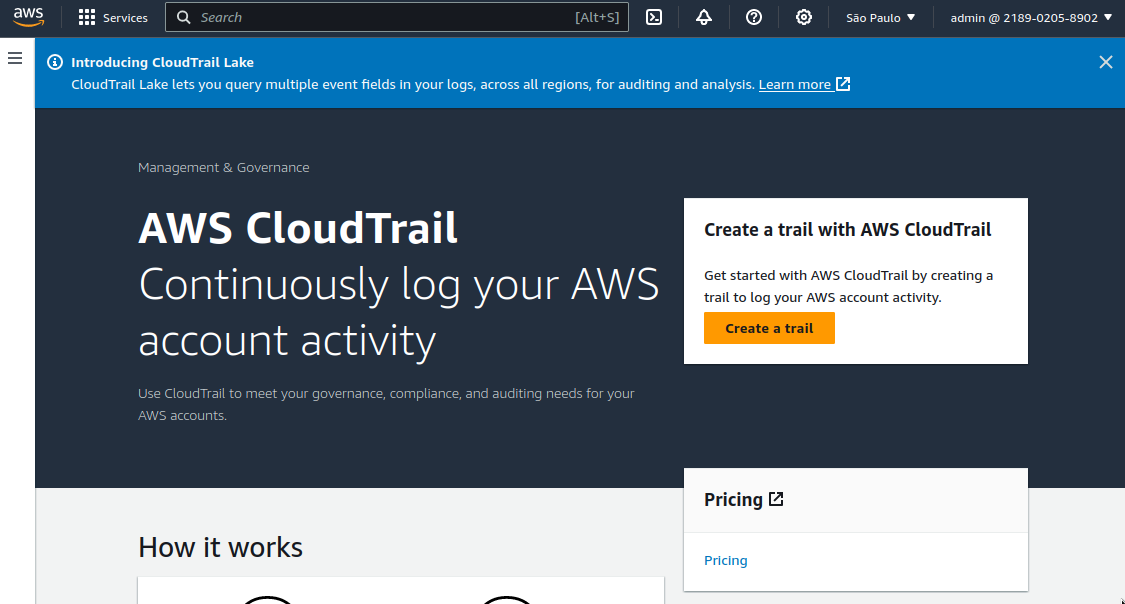 aws
Services
Search
[Alt+S]
São Paulo
admin @ 2189-0205-8902
Introducing CloudTrail Lake
CloudTrail Lake lets you query multiple event fields in your logs, across all regions, for auditing and analysis. Learn more
Management & Governance
AWS CloudTrail
Continuously log your AWS
account activity
Use CloudTrail to meet your governance, compliance, and auditing needs for your
AWS accounts.
Create a trail with AWS CloudTrail
Get started with AWS CloudTrail by creating a
trail to log your AWS account activity.
Create a trail
Pricing
Pricing
How it works